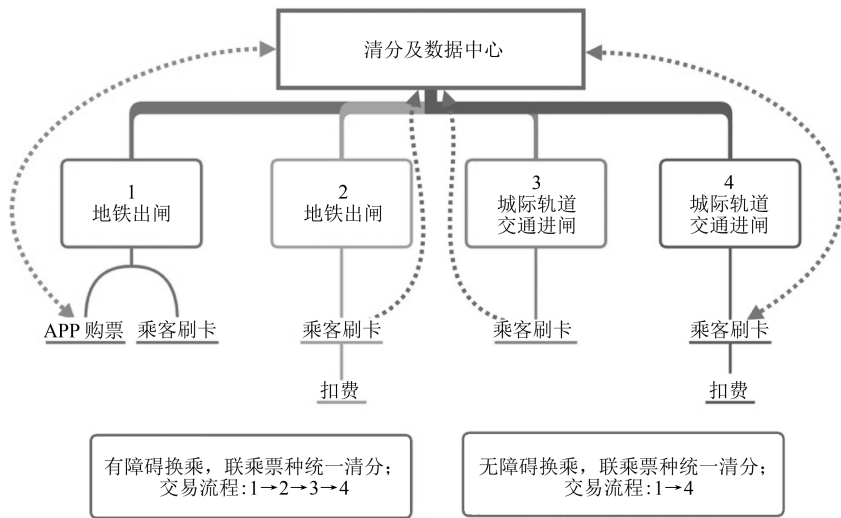 清分及数据中心
1
地铁出闸
2
地铁出闸
3
城际轨道
交通进闸
4
城际轨道
交通进闸
APP 购票
乘客刷卡
乘客刷卡
乘客刷卡
乘客刷卡
扣费
扣费
有障碍换乘，联乘票种统一清分；
交易流程:1→2→3→4
无障碍换乘，联乘票种统一清分；
交易流程:1→4